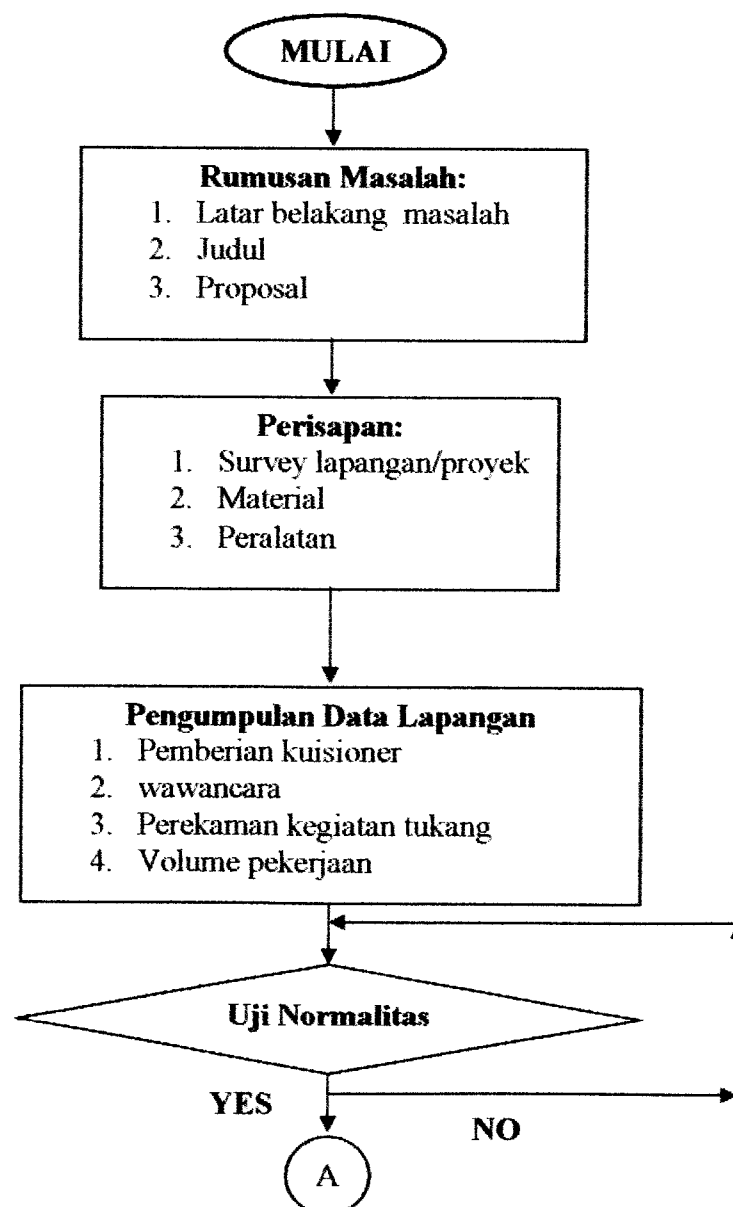 MULAI
Rumusan Masalah:
1. Latar belakang masalah
2. Judul
3. Proposal
Perisapan:
1. Survey lapangan/proyek
2. Material
3. Peralatan
Pengumpulan Data Lapangan
1. Pemberian kuisioner
2. wawancara
3. Perekaman kegiatan tukang
4. Volume pekerjaan
Uji Normalitas
YES
NO
A